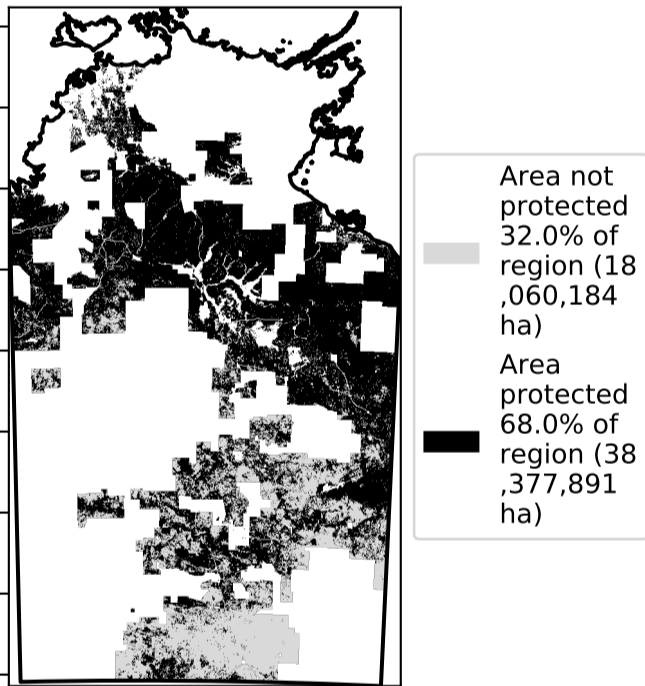 Area not
protected
32.0% of
region (18
,060,184
ha)
Area
protected
68.0% of
region (38
,377,891
ha)